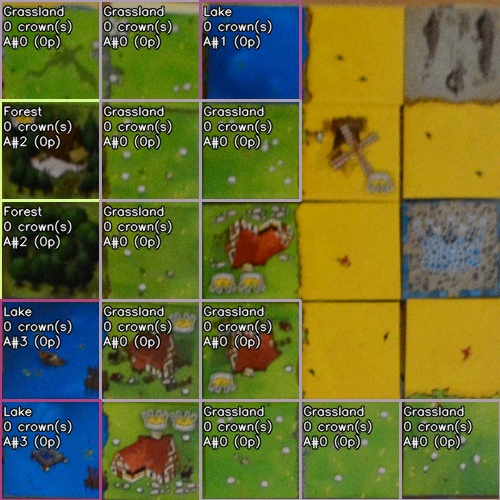 Grassland
0 crown(s)
A#0 (0p)
Grassland
0 crown(s)
A#0 (0p)
Lake
0 crown(s)
A#1 (0p)
Forest
0 crown(s)
A#2 (0p)
Grassland
0 crown(s)
A#0 (0p)
Grassland
0 crown(s)
A#0 (0p)
Forest
0 crown(s)
A#2 (0p)
Grassland
0 crown(s)
A#0 (0p)
Lake
0 crown(s)
A#3 (0p)
Grassland
0 crown(s)
A#0 (0p)
Grassland
0 crown(s)
A#0 (0p)
Lake
0 crown(s)
A#3 (0p)
Grassland
0 crown(s)
A#0 (0p)
Grassland
0 crown(s)
A#0 (0p)
Grassland
0 crown(s)
A#0 (0p)